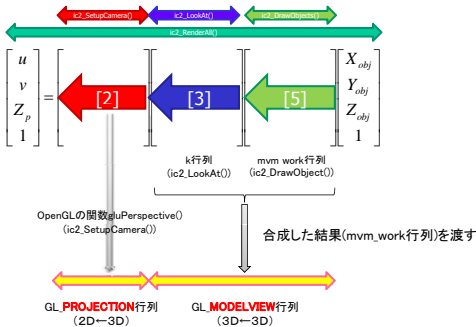 ic2_SetupCamera()
ic2_LookAt()
ic2_DrawObjects()
ic2_RenderAll()
u
v
Z_p
1
=
[2]
[3]
[5]
X_obj
Y_obj
Z_obj
1
k行列
(ic2_LookAt())
mvm work行列
(ic2_DrawObject())
OpenGLの関数gluPerspective()
(ic2_SetupCamera())
合成した結果(mvm_work行列)を渡す
GL_PROJECTION行列
(2D←3D)
GL_MODELVIEW行列
(3D←3D)